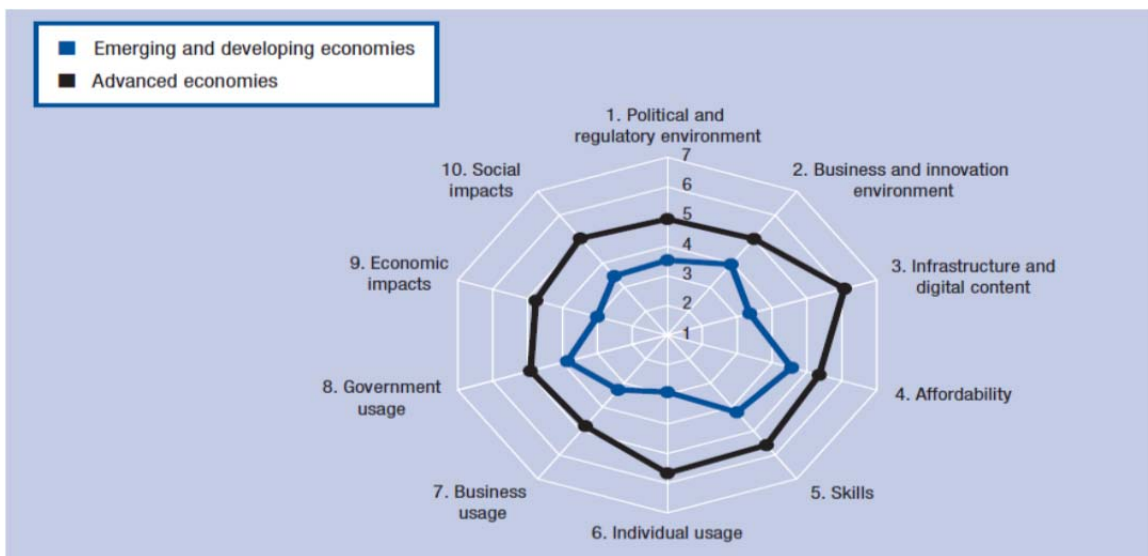 Emerging and developing economies
Advanced economies
1. Political and
regulatory environment
7
6
5
4
3
2
1
2. Business and innovation
environment
3. Infrastructure and
digital content
4. Affordability
5. Skills
6. Individual usage
7. Business
usage
8. Government
usage
9. Economic
impacts
10. Social
impacts